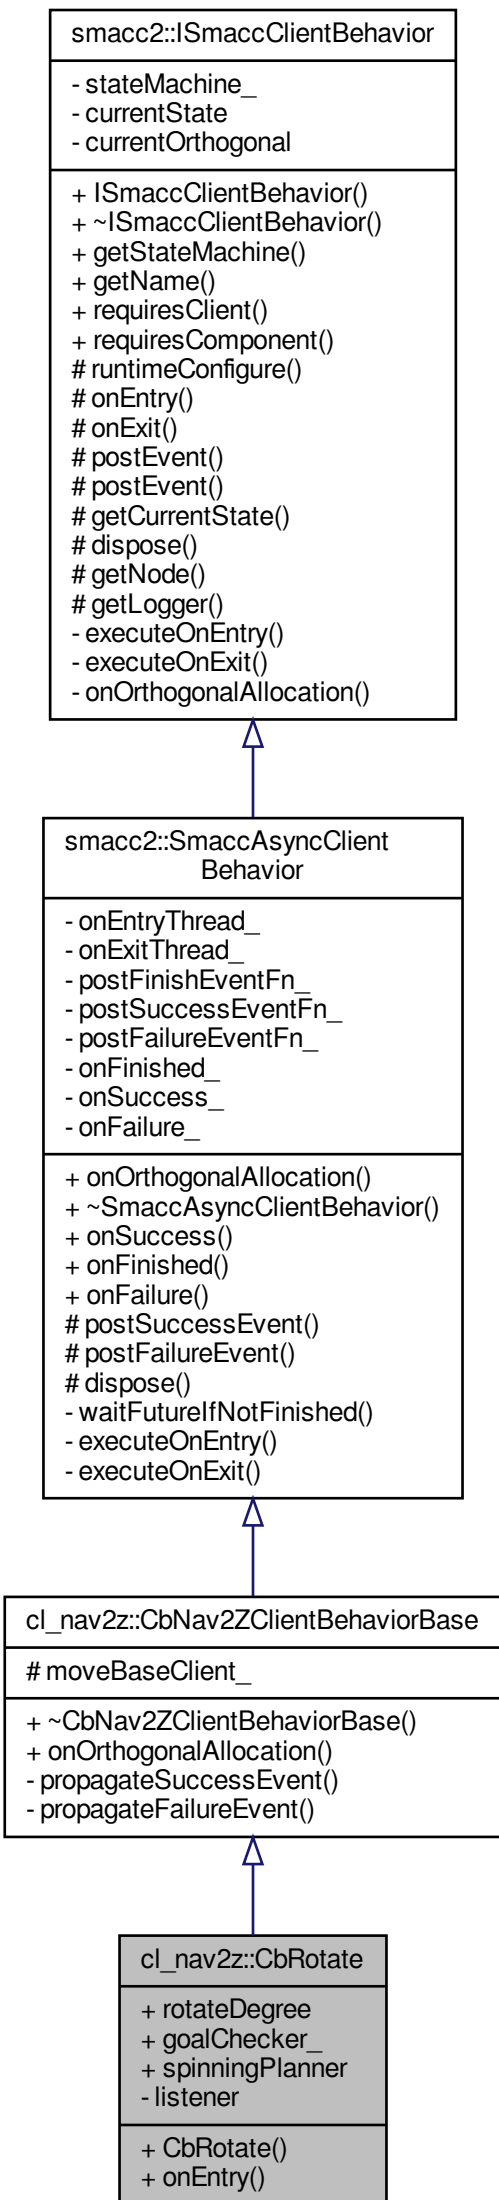 smacc2::ISmaccClientBehavior
- stateMachine_
- currentState
- currentOrthogonal
+ ISmaccClientBehavior()
+ ~ISmaccClientBehavior()
+ getStateMachine()
+ getName()
+ requiresClient()
+ requiresComponent()
# runtimeConfigure()
# onEntry()
# onExit()
# postEvent()
# postEvent()
# getCurrentState()
# dispose()
# getNode()
# getLogger()
- executeOnEntry()
- executeOnExit()
- onOrthogonalAllocation()
smacc2::SmaccAsyncClient
Behavior
- onEntryThread_
- onExitThread_
- postFinishEventFn_
- postSuccessEventFn_
- postFailureEventFn_
- onFinished_
- onSuccess_
- onFailure_
+ onOrthogonalAllocation()
+ ~SmaccAsyncClientBehavior()
+ onSuccess()
+ onFinished()
+ onFailure()
# postSuccessEvent()
# postFailureEvent()
# dispose()
- waitFutureIfNotFinished()
- executeOnEntry()
- executeOnExit()
cl_nav2z::CbNav2ZClientBehaviorBase
# moveBaseClient_
+ ~CbNav2ZClientBehaviorBase()
+ onOrthogonalAllocation()
- propagateSuccessEvent()
- propagateFailureEvent()
cl_nav2z::CbRotate
+ rotateDegree
+ goalChecker_
+ spinningPlanner
- listener
+ CbRotate()
+ onEntry()